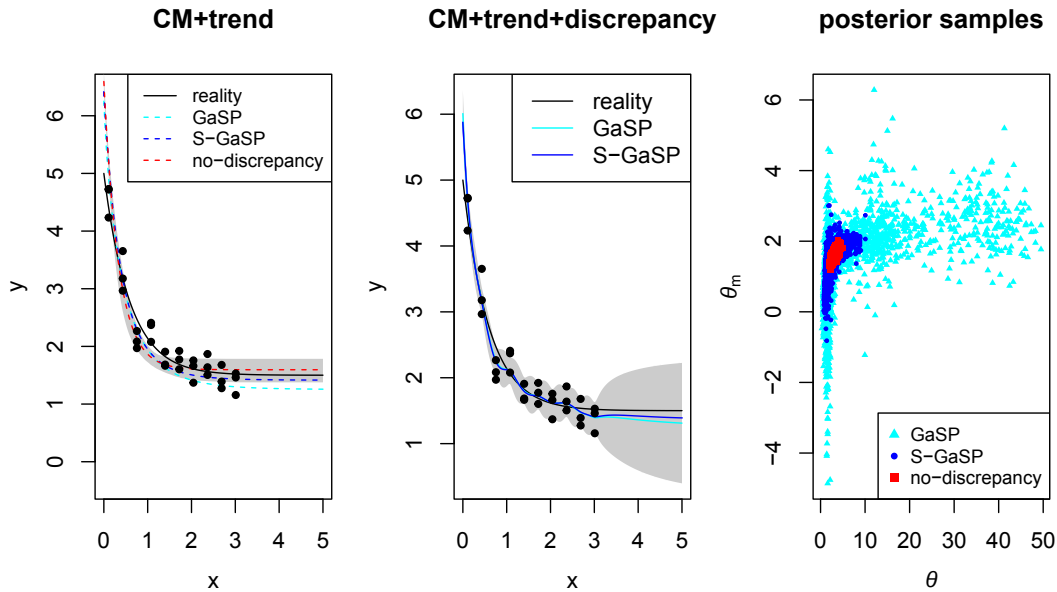 CM+trend
CM+trend+discrepancy
posterior samples
reality
GaSP
S−GaSP
no−discrepancy
y
0 1 2 3 4 5 6
0 1 2 3 4 5
x
reality
GaSP
S−GaSP
y
1 2 3 4 5 6
0 1 2 3 4 5
x
θm
−4 −2 0 2 4 6
GaSP
S−GaSP
no−discrepancy
0 10 20 30 40 50
θ